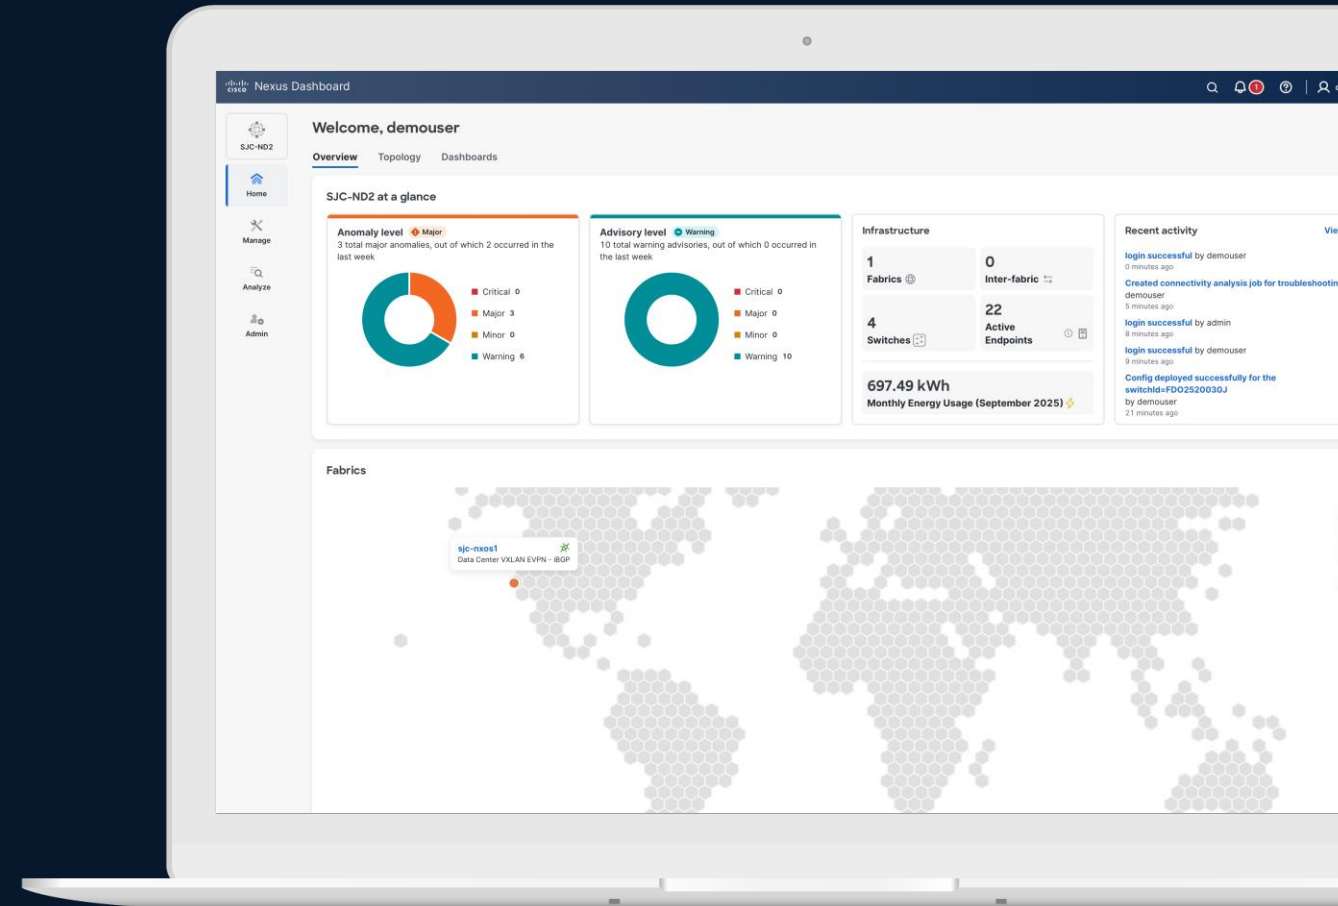 cisco Nexus Dashboard
1
SJC-ND2
Home
Manage
Analyze
Admin
Welcome, demouser
Overview Topology Dashboards
SJC-ND2 at a glance
Anomaly level Major
3 total major anomalies, out of which 2 occurred in the
last week
Critical 0
Major 3
Minor 0
Warning 6
Advisory level Warning
10 total warning advisories, out of which 0 occurred in
the last week
Critical 0
Major 0
Minor 0
Warning 10
Infrastructure
1
Fabrics
0
Inter-fabric
4
Switches
22
Active
Endpoints
697.49 kWh
Monthly Energy Usage (September 2025)
Recent activity
login successful by demouser
0 minutes ago
Created connectivity analysis job for
demouser
5 minutes ago
login successful by admin
8 minutes ago
login successful by demouser
9 minutes ago
Config deployed successfully for the
switchId=FDO2520030J
by demouser
21 minutes ago
Fabrics
sjc-nxos1
Data Center VXLAN EVPN - iBGP